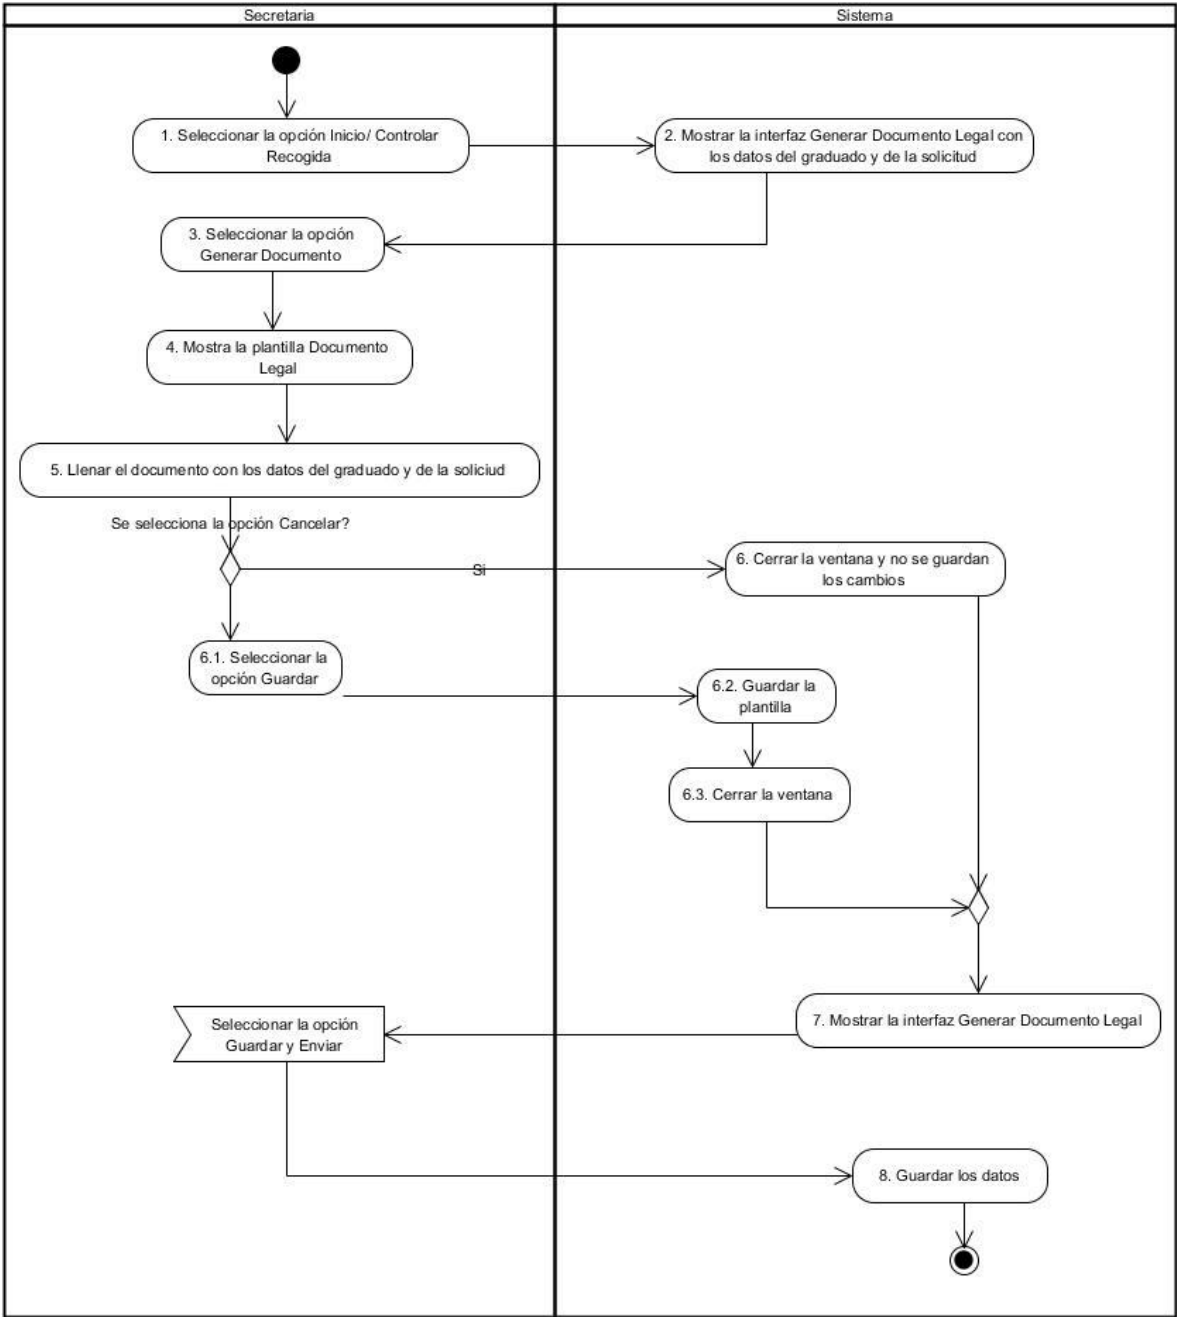 Secretaria
Sistema
1. Seleccionar la opción Inicio/ Controlar
Recogida
2. Mostrar la interfaz Generar Documento Legal con
los datos del graduado y de la solicitud
3. Seleccionar la opción
Generar Documento
4. Mostra la plantilla Documento
Legal
5. Llenar el documento con los datos del graduado y de la soliciud
Se selecciona la opción Cancelar?
Si
6. Cerrar la ventana y no se guardan
los cambios
6.1. Seleccionar la
opción Guardar
6.2. Guardar la
plantilla
6.3. Cerrar la ventana
7. Mostrar la interfaz Generar Documento Legal
Seleccionar la opción
Guardar y Enviar
8. Guardar los datos